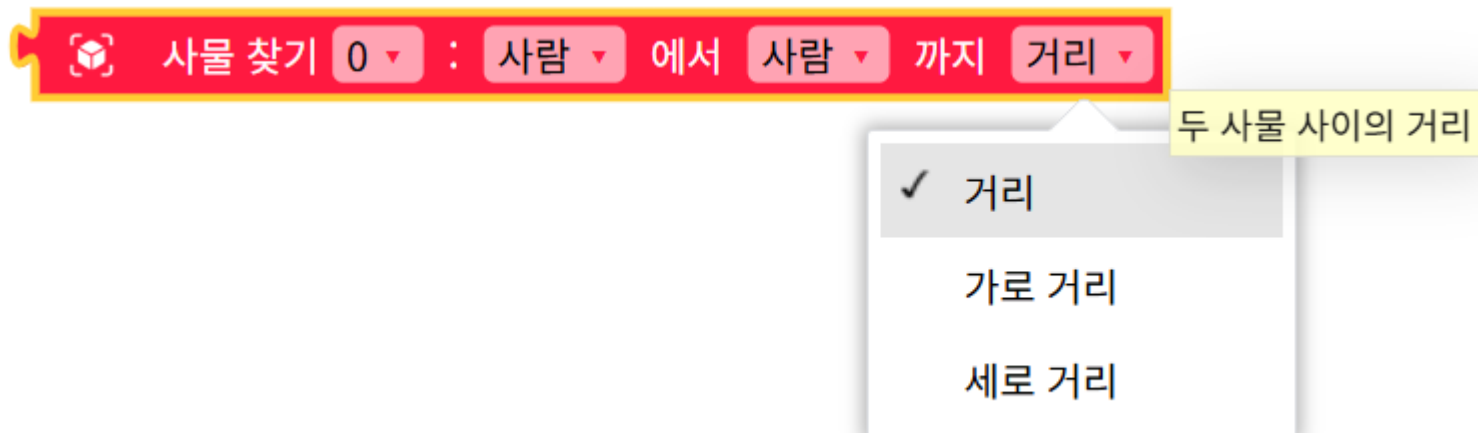 사물 찾기 0 : 사람 에서 사람 까지 거리
두 사물 사이의 거리
거리
가로 거리
세로 거리